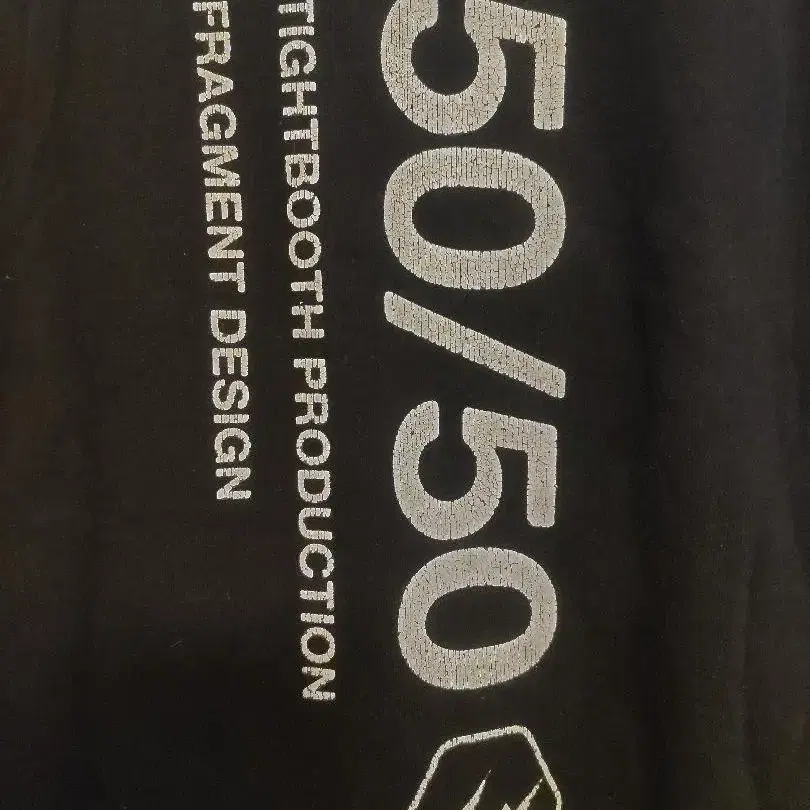 50/50
TIGHTBOOTH PRODUCTION
FRAGMENT DESIGN